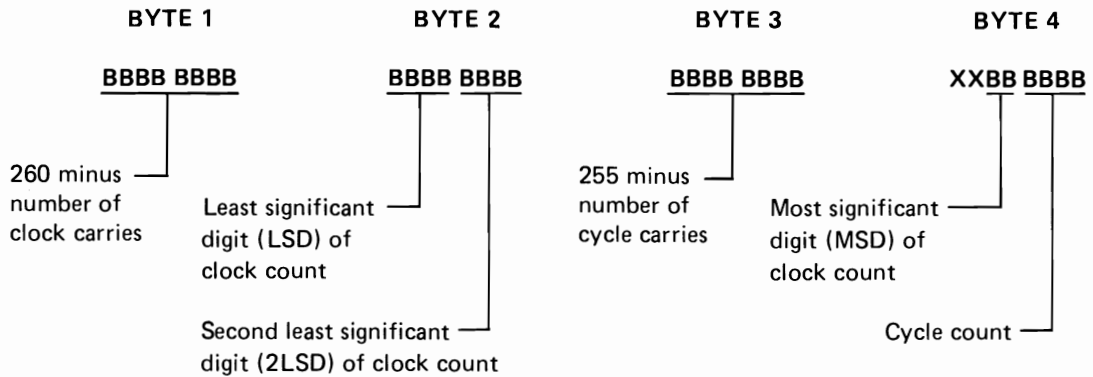 BYTE 1 BYTE 2 BYTE 3 BYTE 4
BBBB BBBB BBBB BBBB BBBB BBBB XXBB BBBB
260 minus
number of
clock carries
Least significant
digit (LSD) of
clock count
Second least significant
digit (2LSD) of clock count
255 minus
number of
cycle carries
Most significant
digit (MSD) of
clock count
Cycle count